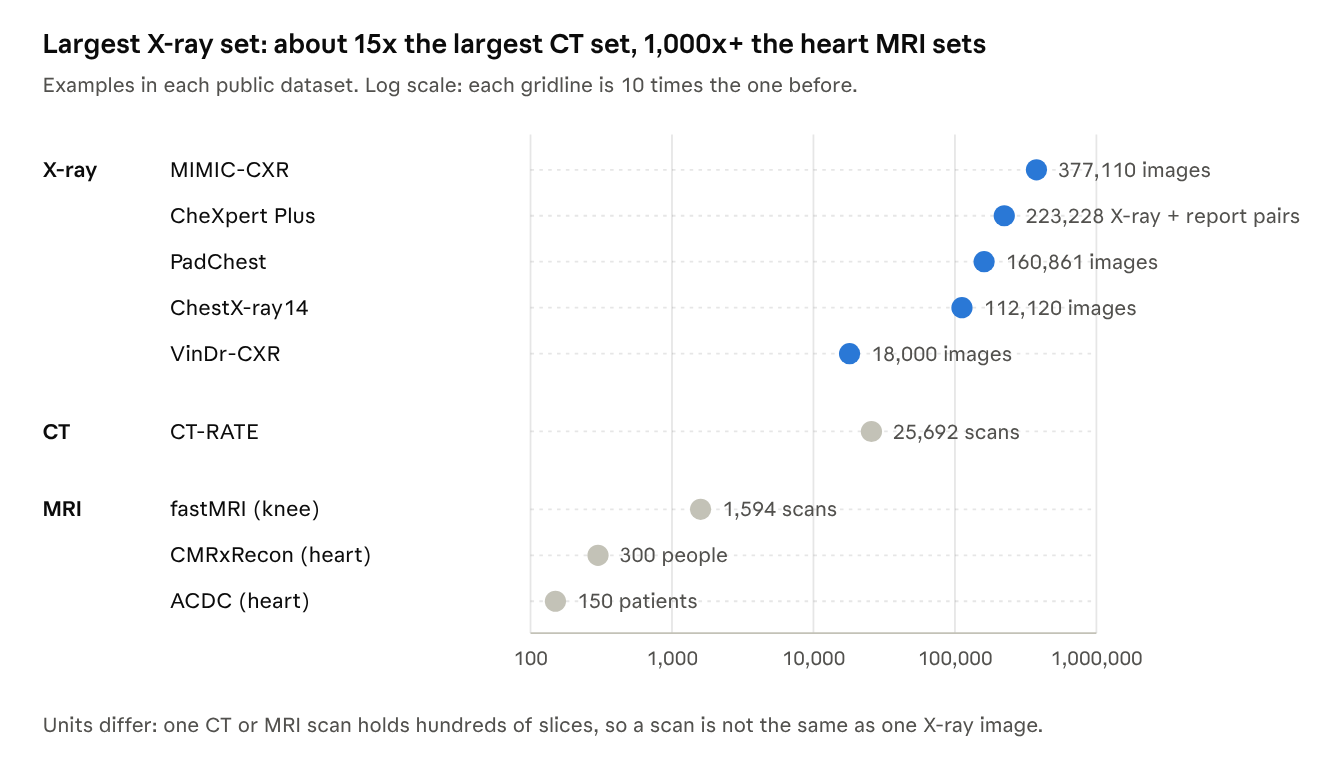 Largest X-ray set: about 15x the largest CT set, 1,000x+ the heart MRI sets
Examples in each public dataset. Log scale: each gridline is 10 times the one before.
X-ray MIMIC-CXR 377,110 images
CheXpert Plus 223,228 X-ray + report pairs
PadChest 160,861 images
ChestX-ray14 112,120 images
VinDr-CXR 18,000 images
CT CT-RATE 25,692 scans
MRI fastMRI (knee) 1,594 scans
CMRxRecon (heart) 300 people
ACDC (heart) 150 patients
100 1,000 10,000 100,000 1,000,000
Units differ: one CT or MRI scan holds hundreds of slices, so a scan is not the same as one X-ray image.